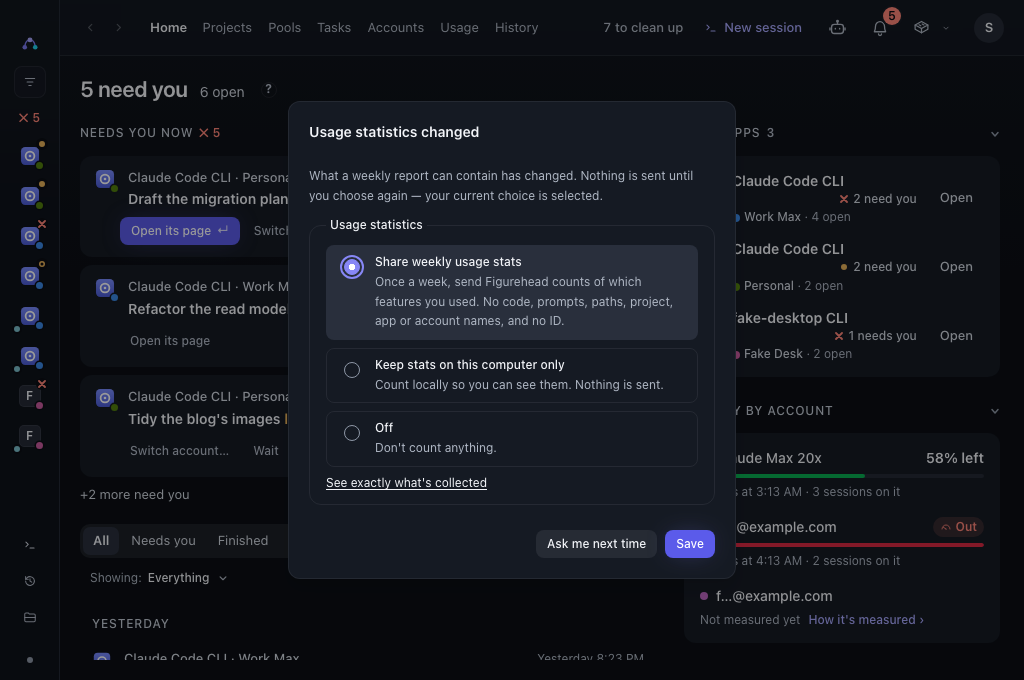 Home Projects Pools Tasks Accounts Usage History 7 to clean up New session 5 S
5 need you 6 open ?
5
NEEDS YOU NOW 5
Claude Code CLI · Persona
Draft the migration plan
Open its page Switch
Claude Code CLI · Work M
Refactor the read mode
Open its page
Claude Code CLI · Persona
Tidy the blog's images
Switch account… Wait
+2 more need you
All Needs you Finished
Showing: Everything
YESTERDAY
Claude Code CLI · Work Max Yesterday 8:23 PM
F
F
Usage statistics changed
What a weekly report can contain has changed. Nothing is sent until
you choose again — your current choice is selected.
Usage statistics
Share weekly usage stats
Once a week, send Figurehead counts of which
features you used. No code, prompts, paths, project,
app or account names, and no ID.
Keep stats on this computer only
Count locally so you can see them. Nothing is sent.
Off
Don't count anything.
See exactly what's collected
Ask me next time Save
PPS 3
Claude Code CLI
2 need you Open
Work Max · 4 open
Claude Code CLI
2 need you Open
Personal · 2 open
fake-desktop CLI
1 needs you Open
Fake Desk · 2 open
Y BY ACCOUNT
ude Max 20x 58% left
s at 3:13 AM · 3 sessions on it
@example.com Out
s at 4:13 AM · 2 sessions on it
f…@example.com
Not measured yet How it's measured ›